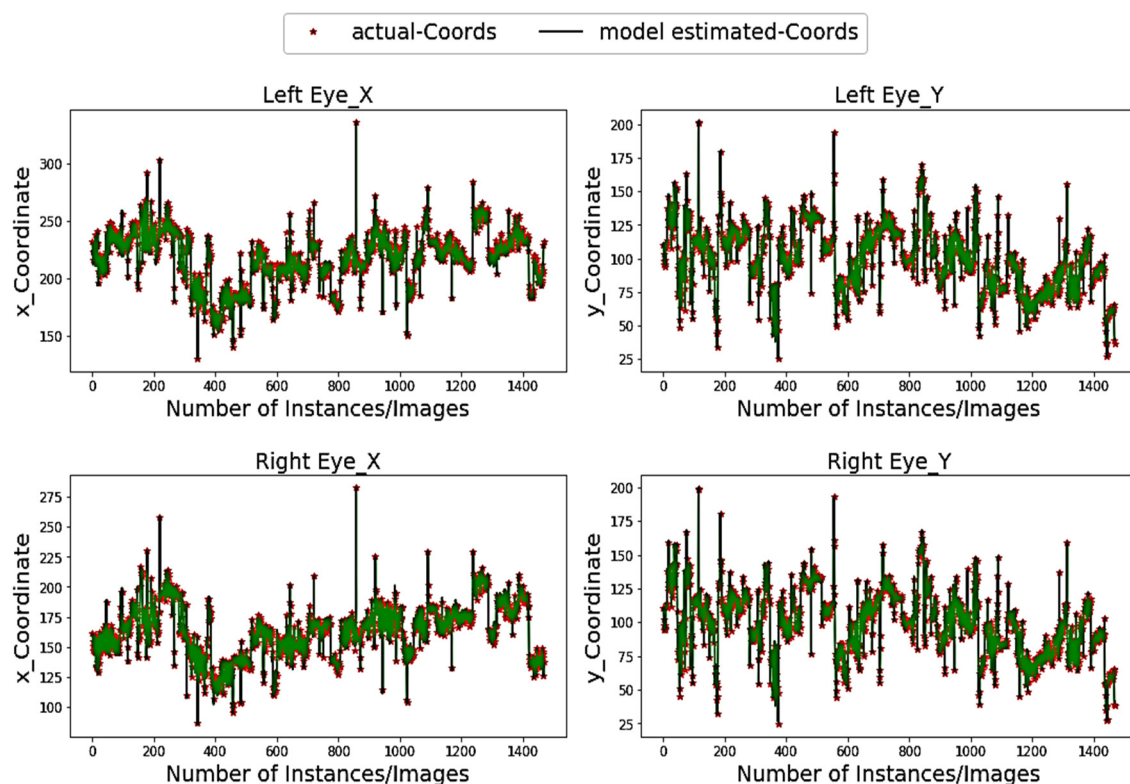 actual-Coords model estimated-Coords
Left Eye_X Left Eye_Y
x_Coordinate
300
250
200
150
0 200 400 600 800 1000 1200 1400
Number of Instances/Images
y_Coordinate
200
175
150
125
100
75
50
25
0 200 400 600 800 1000 1200 1400
Number of Instances/Images
Right Eye_X Right Eye_Y
x_Coordinate
275
250
225
200
175
150
125
100
0 200 400 600 800 1000 1200 1400
Number of Instances/Images
y_Coordinate
200
175
150
125
100
75
50
25
0 200 400 600 800 1000 1200 1400
Number of Instances/Images